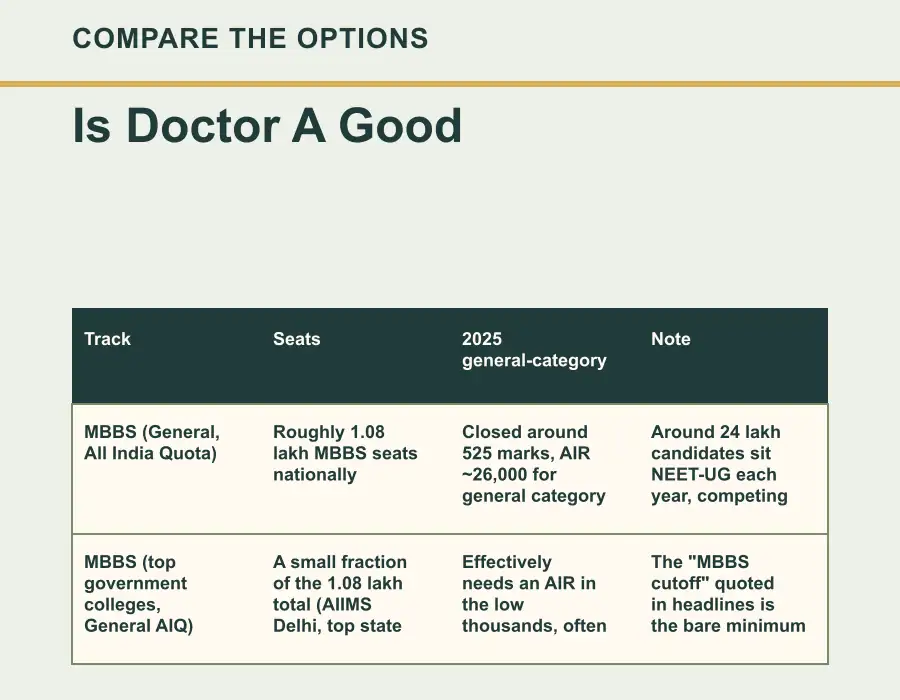 COMPARE THE OPTIONS
Is Doctor A Good
Track
Seats
2025
general-category
Note
MBBS (General,
All India Quota)
Roughly 1.08
lakh MBBS seats
nationally
Closed around
525 marks, AIR
~26,000 for
general category
Around 24 lakh
candidates sit
NEET-UG each
year, competing
MBBS (top
government
colleges,
General AIQ)
A small fraction
of the 1.08 lakh
total (AIIMS
Delhi, top state
Effectively
needs an AIR in
the low
thousands, often
The "MBBS
cutoff" quoted
in headlines is
the bare minimum